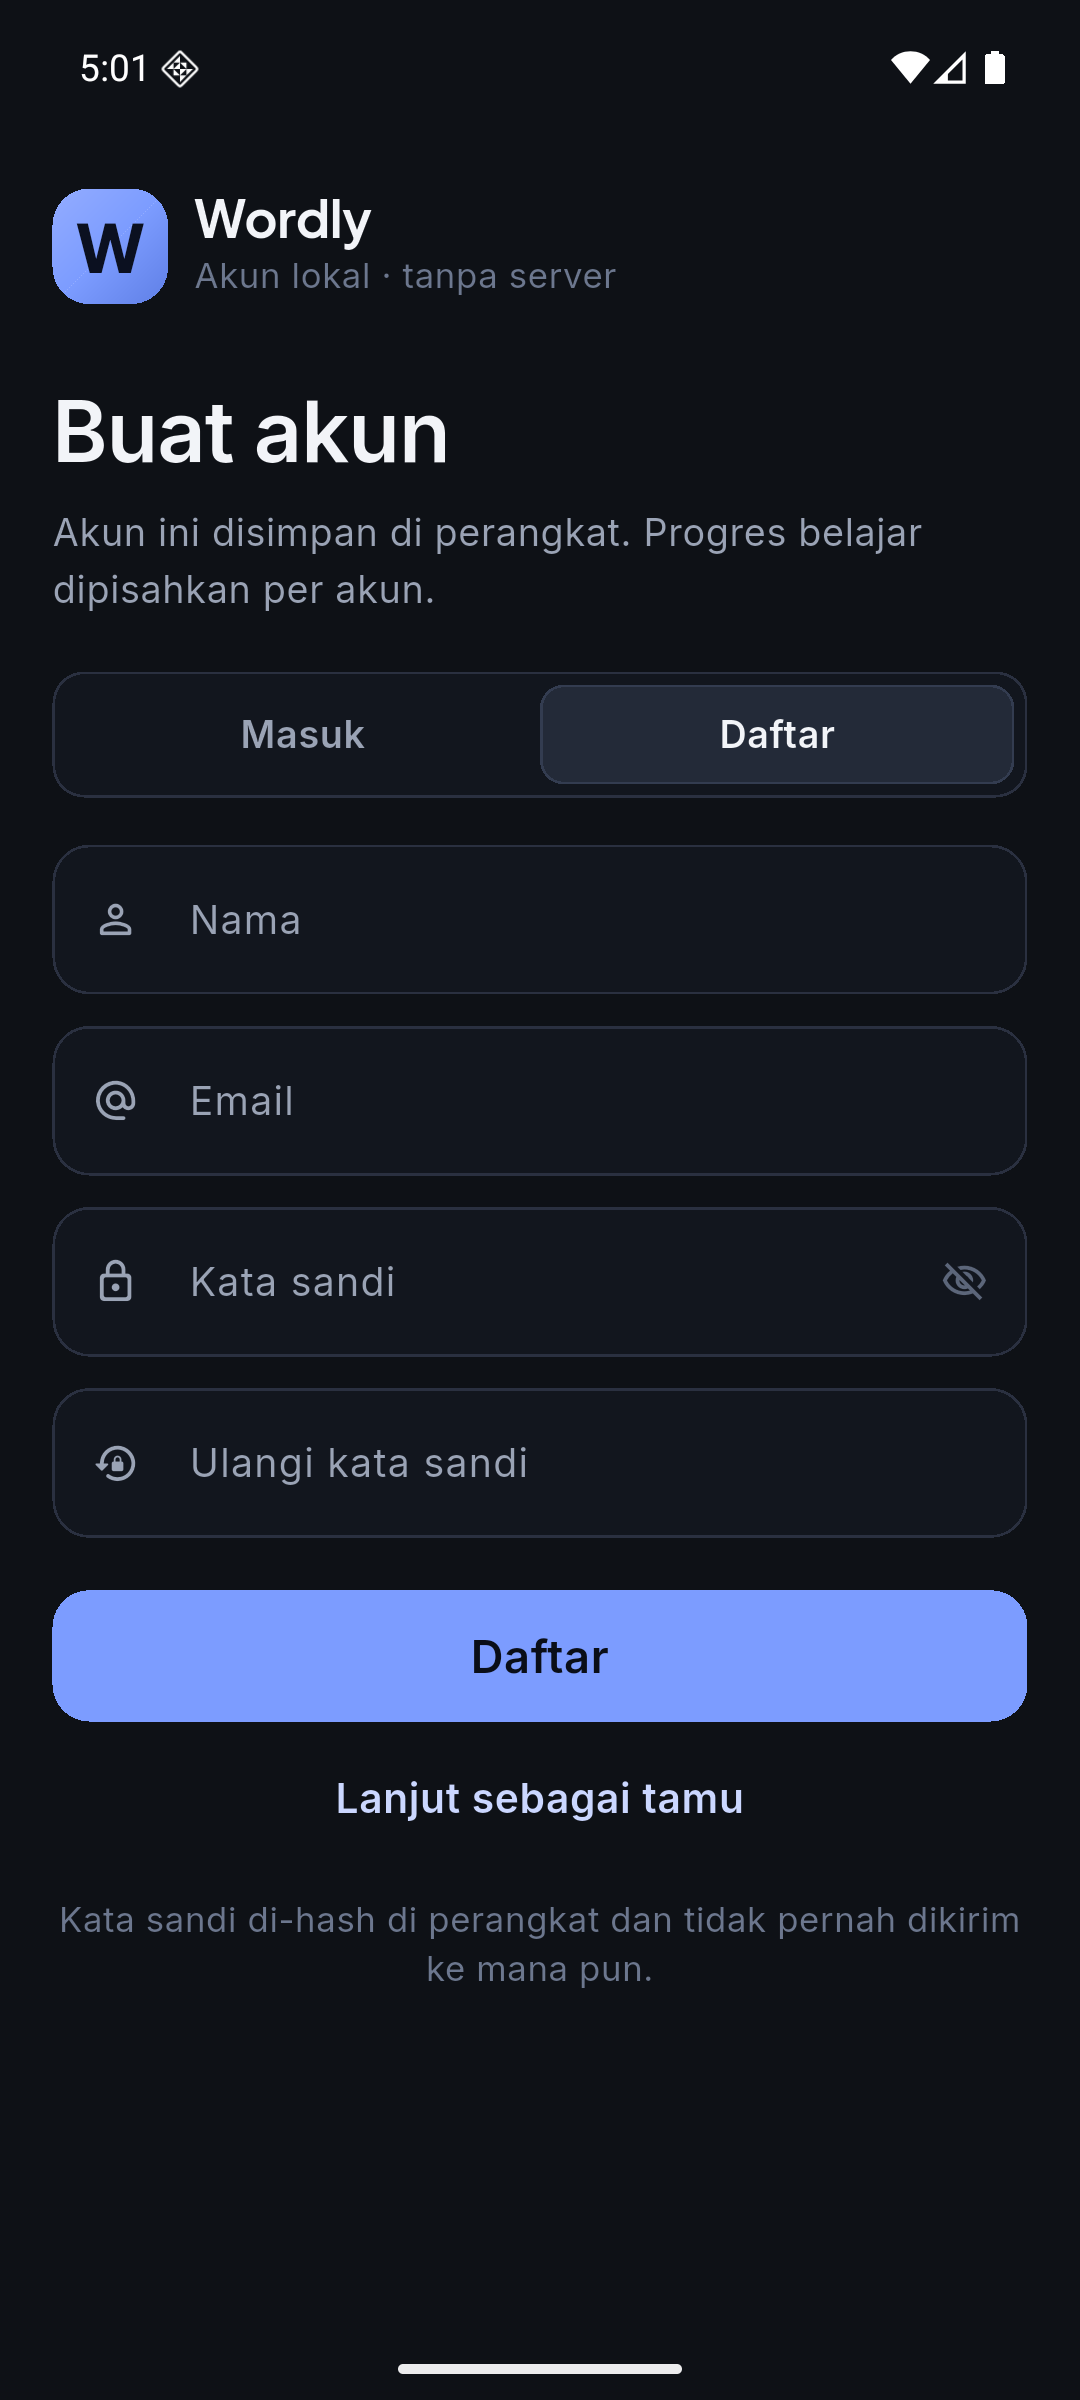 5:01
W
Wordly
Akun lokal · tanpa server
Buat akun
Akun ini disimpan di perangkat. Progres belajar
dipisahkan per akun.
Masuk
Daftar
Nama
Email
Kata sandi
Ulangi kata sandi
Daftar
Lanjut sebagai tamu
Kata sandi di-hash di perangkat dan tidak pernah dikirim
ke mana pun.